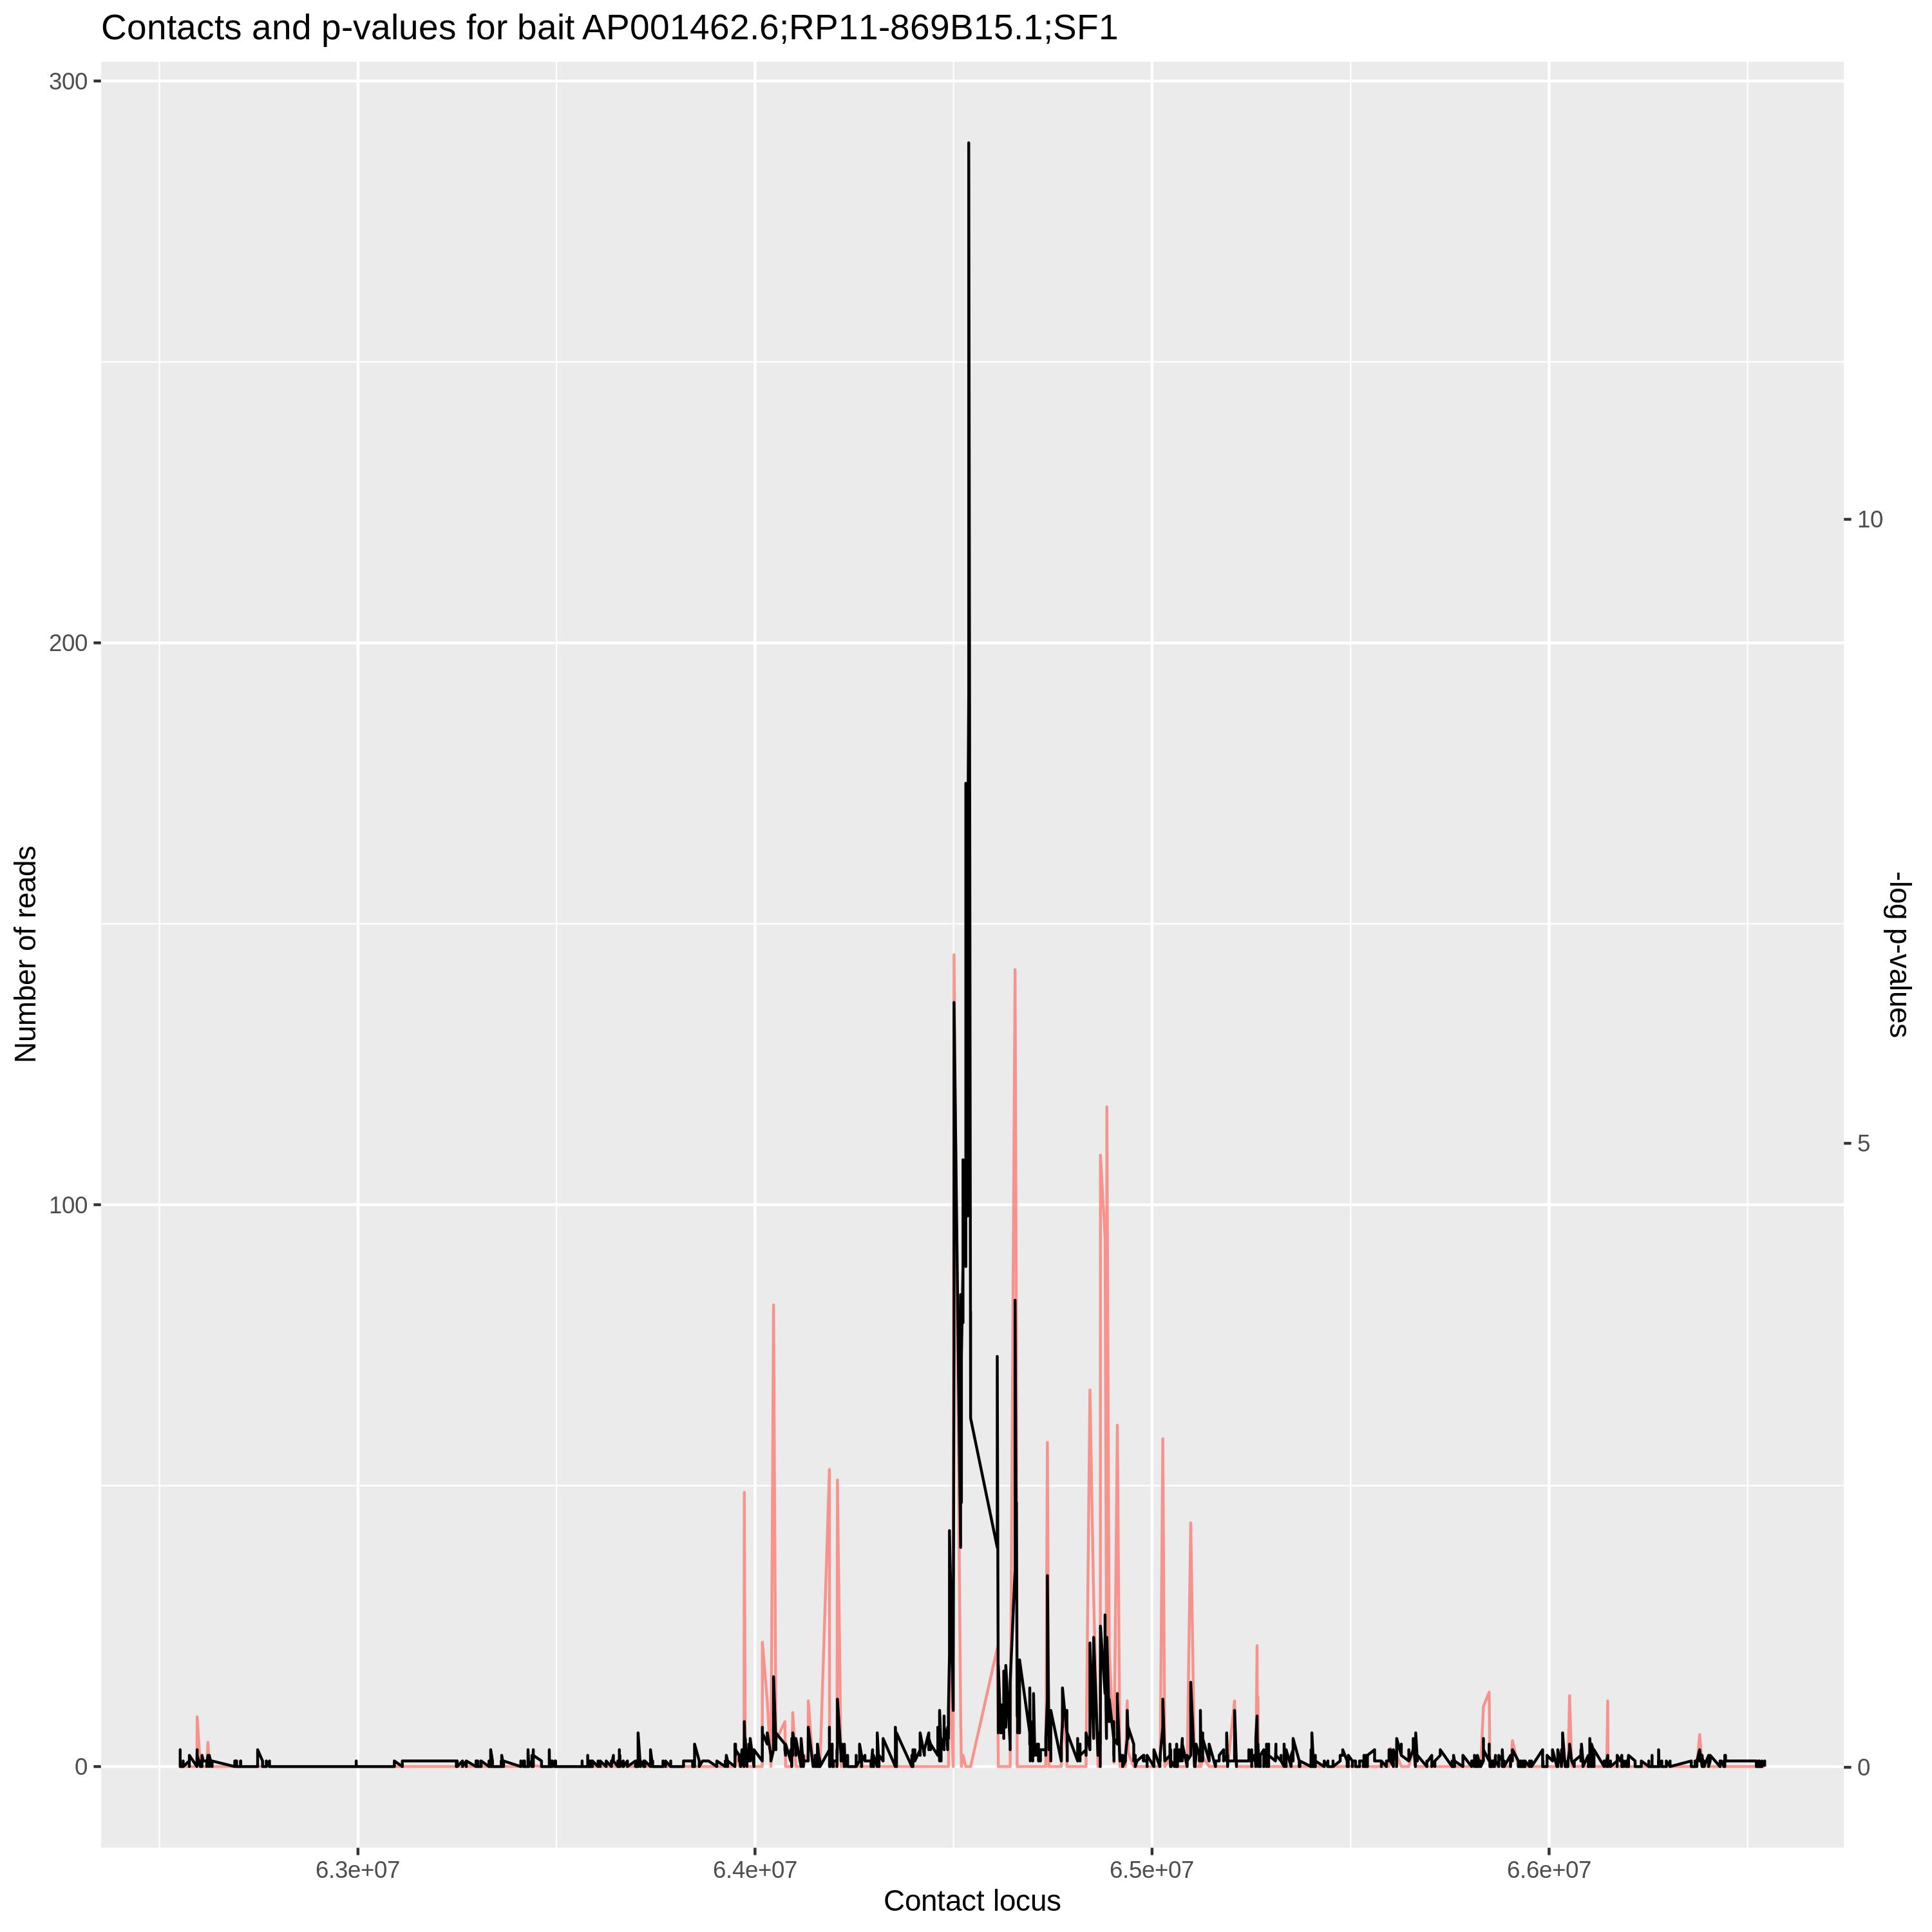 Contacts and p-values for bait AP001462.6;RP11-869B15.1;SF1
300
200
100
0
Number of reads
10
5
0
-log p-values
6.3e+07
6.4e+07
6.5e+07
6.6e+07
Contact locus